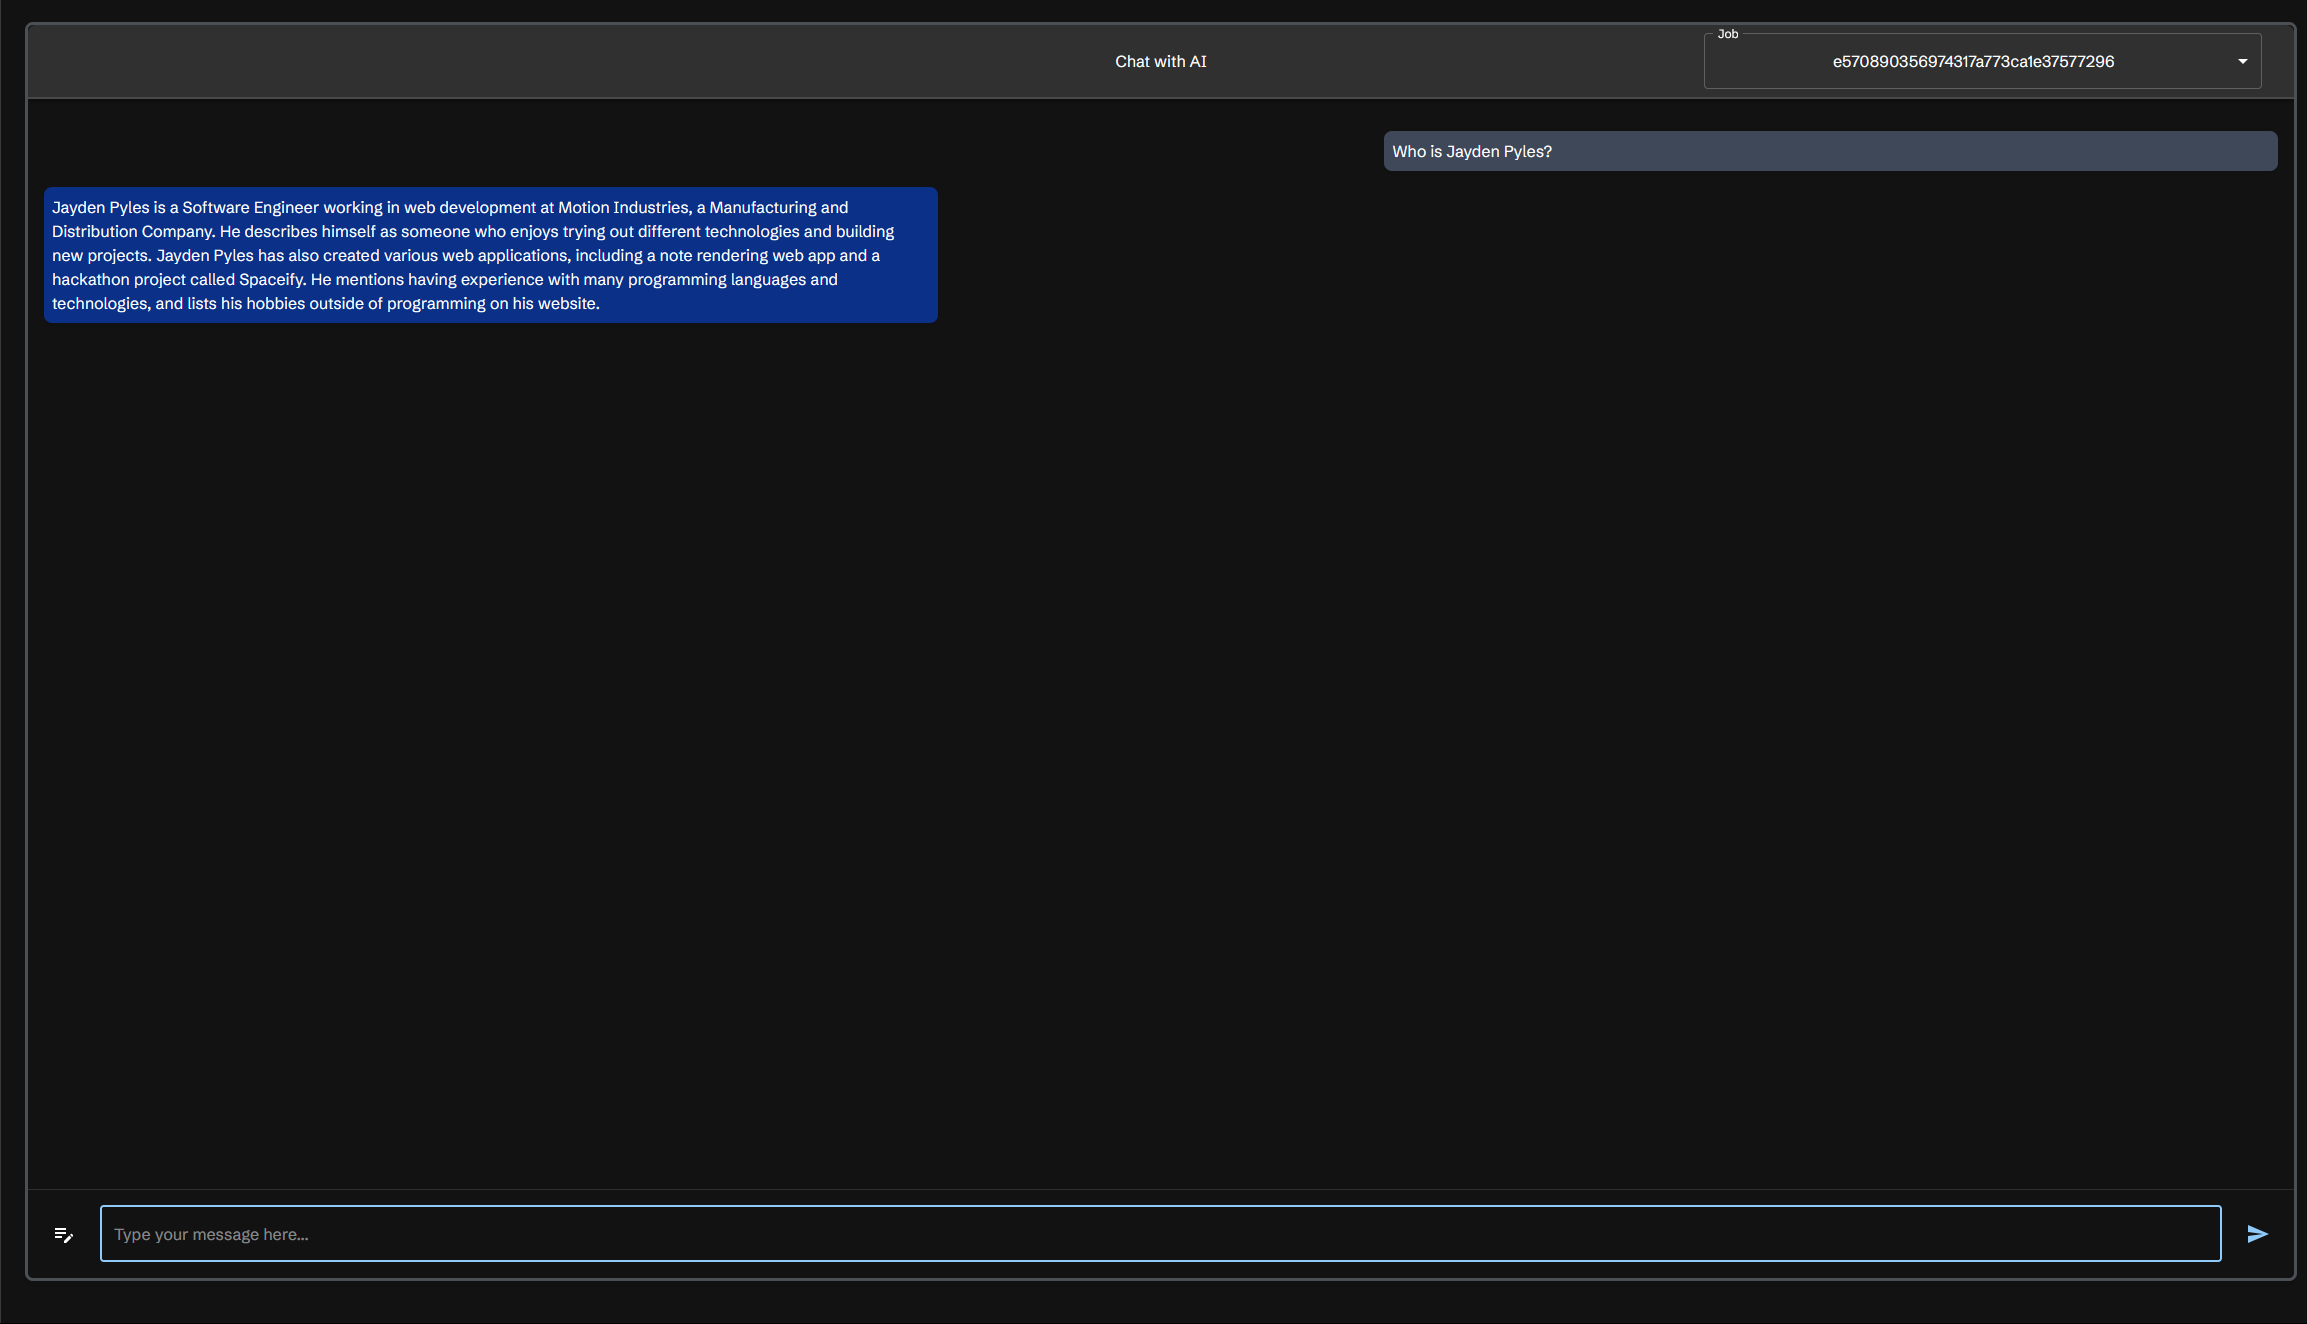 Chat with AI
Job
e570890356974317a773ca1e37577296
Who is Jayden Pyles?
Jayden Pyles is a Software Engineer working in web development at Motion Industries, a Manufacturing and
Distribution Company. He describes himself as someone who enjoys trying out different technologies and building
new projects. Jayden Pyles has also created various web applications, including a note rendering web app and a
hackathon project called Spaceify. He mentions having experience with many programming languages and
technologies, and lists his hobbies outside of programming on his website.
Type your message here...